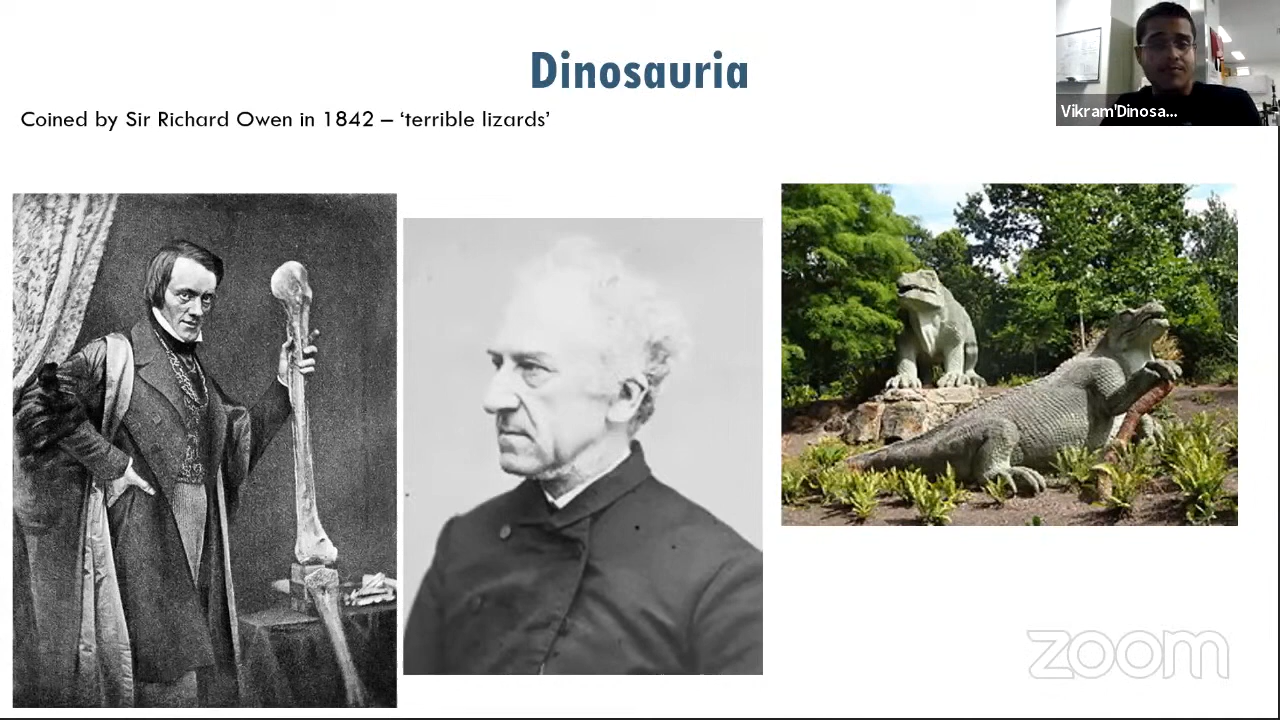 Dinosauria
Coined by Sir Richard Owen in 1842 – ‘terrible lizards’
Vikram'Dinosa...
zoom